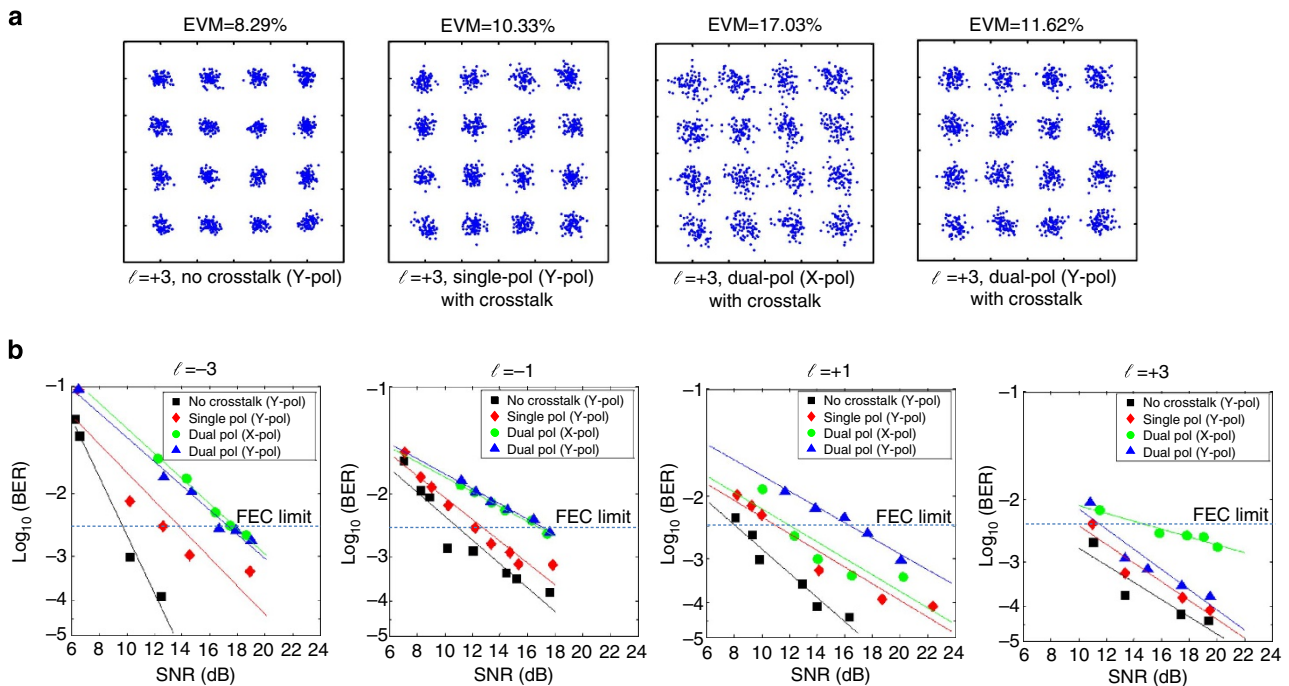 a
EVM=8.29%
EVM=10.33%
EVM=17.03%
EVM=11.62%
ℓ=+3, no crosstalk (Y-pol)
ℓ=+3, single-pol (Y-pol)
with crosstalk
ℓ=+3, dual-pol (X-pol)
with crosstalk
ℓ=+3, dual-pol (Y-pol)
with crosstalk
b
ℓ=−3
No crosstalk (Y-pol)
Single pol (Y-pol)
Dual pol (X-pol)
Dual pol (Y-pol)
FEC limit
Log10 (BER)
−1
−2
−3
−4
−5
6 8 10 12 14 16 18 20 22 24
SNR (dB)
ℓ=−1
No crosstalk (Y-pol)
Single pol (Y-pol)
Dual pol (X-pol)
Dual pol (Y-pol)
FEC limit
Log10 (BER)
−1
−2
−3
−4
−5
6 8 10 12 14 16 18 20 22 24
SNR (dB)
ℓ=+1
No crosstalk (Y-pol)
Single pol (Y-pol)
Dual pol (X-pol)
Dual pol (Y-pol)
FEC limit
Log10 (BER)
−1
−2
−3
−4
−5
6 8 10 12 14 16 18 20 22 24
SNR (dB)
ℓ=+3
No crosstalk (Y-pol)
Single pol (Y-pol)
Dual pol (X-pol)
Dual pol (Y-pol)
FEC limit
Log10 (BER)
−1
−2
−3
−4
−5
6 8 10 12 14 16 18 20 22 24
SNR (dB)